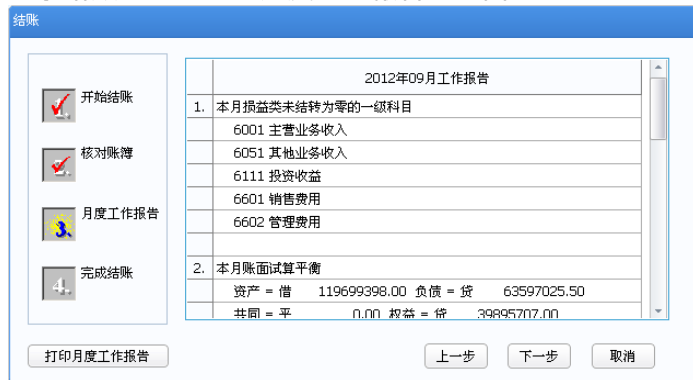 结账
开始结账
核对账簿
月度工作报告
完成结账
2012年09月工作报告
1. 本月损益类未结转为零的一级科目
6001 主营业务收入
6051 其他业务收入
6111 投资收益
6601 销售费用
6602 管理费用
2. 本月账面试算平衡
资产 = 借 119699398.00 负债 = 贷 63597025.50
共同 = 平 0.00 权益 = 贷 39895707.00
打印月度工作报告 上一步 下一步 取消